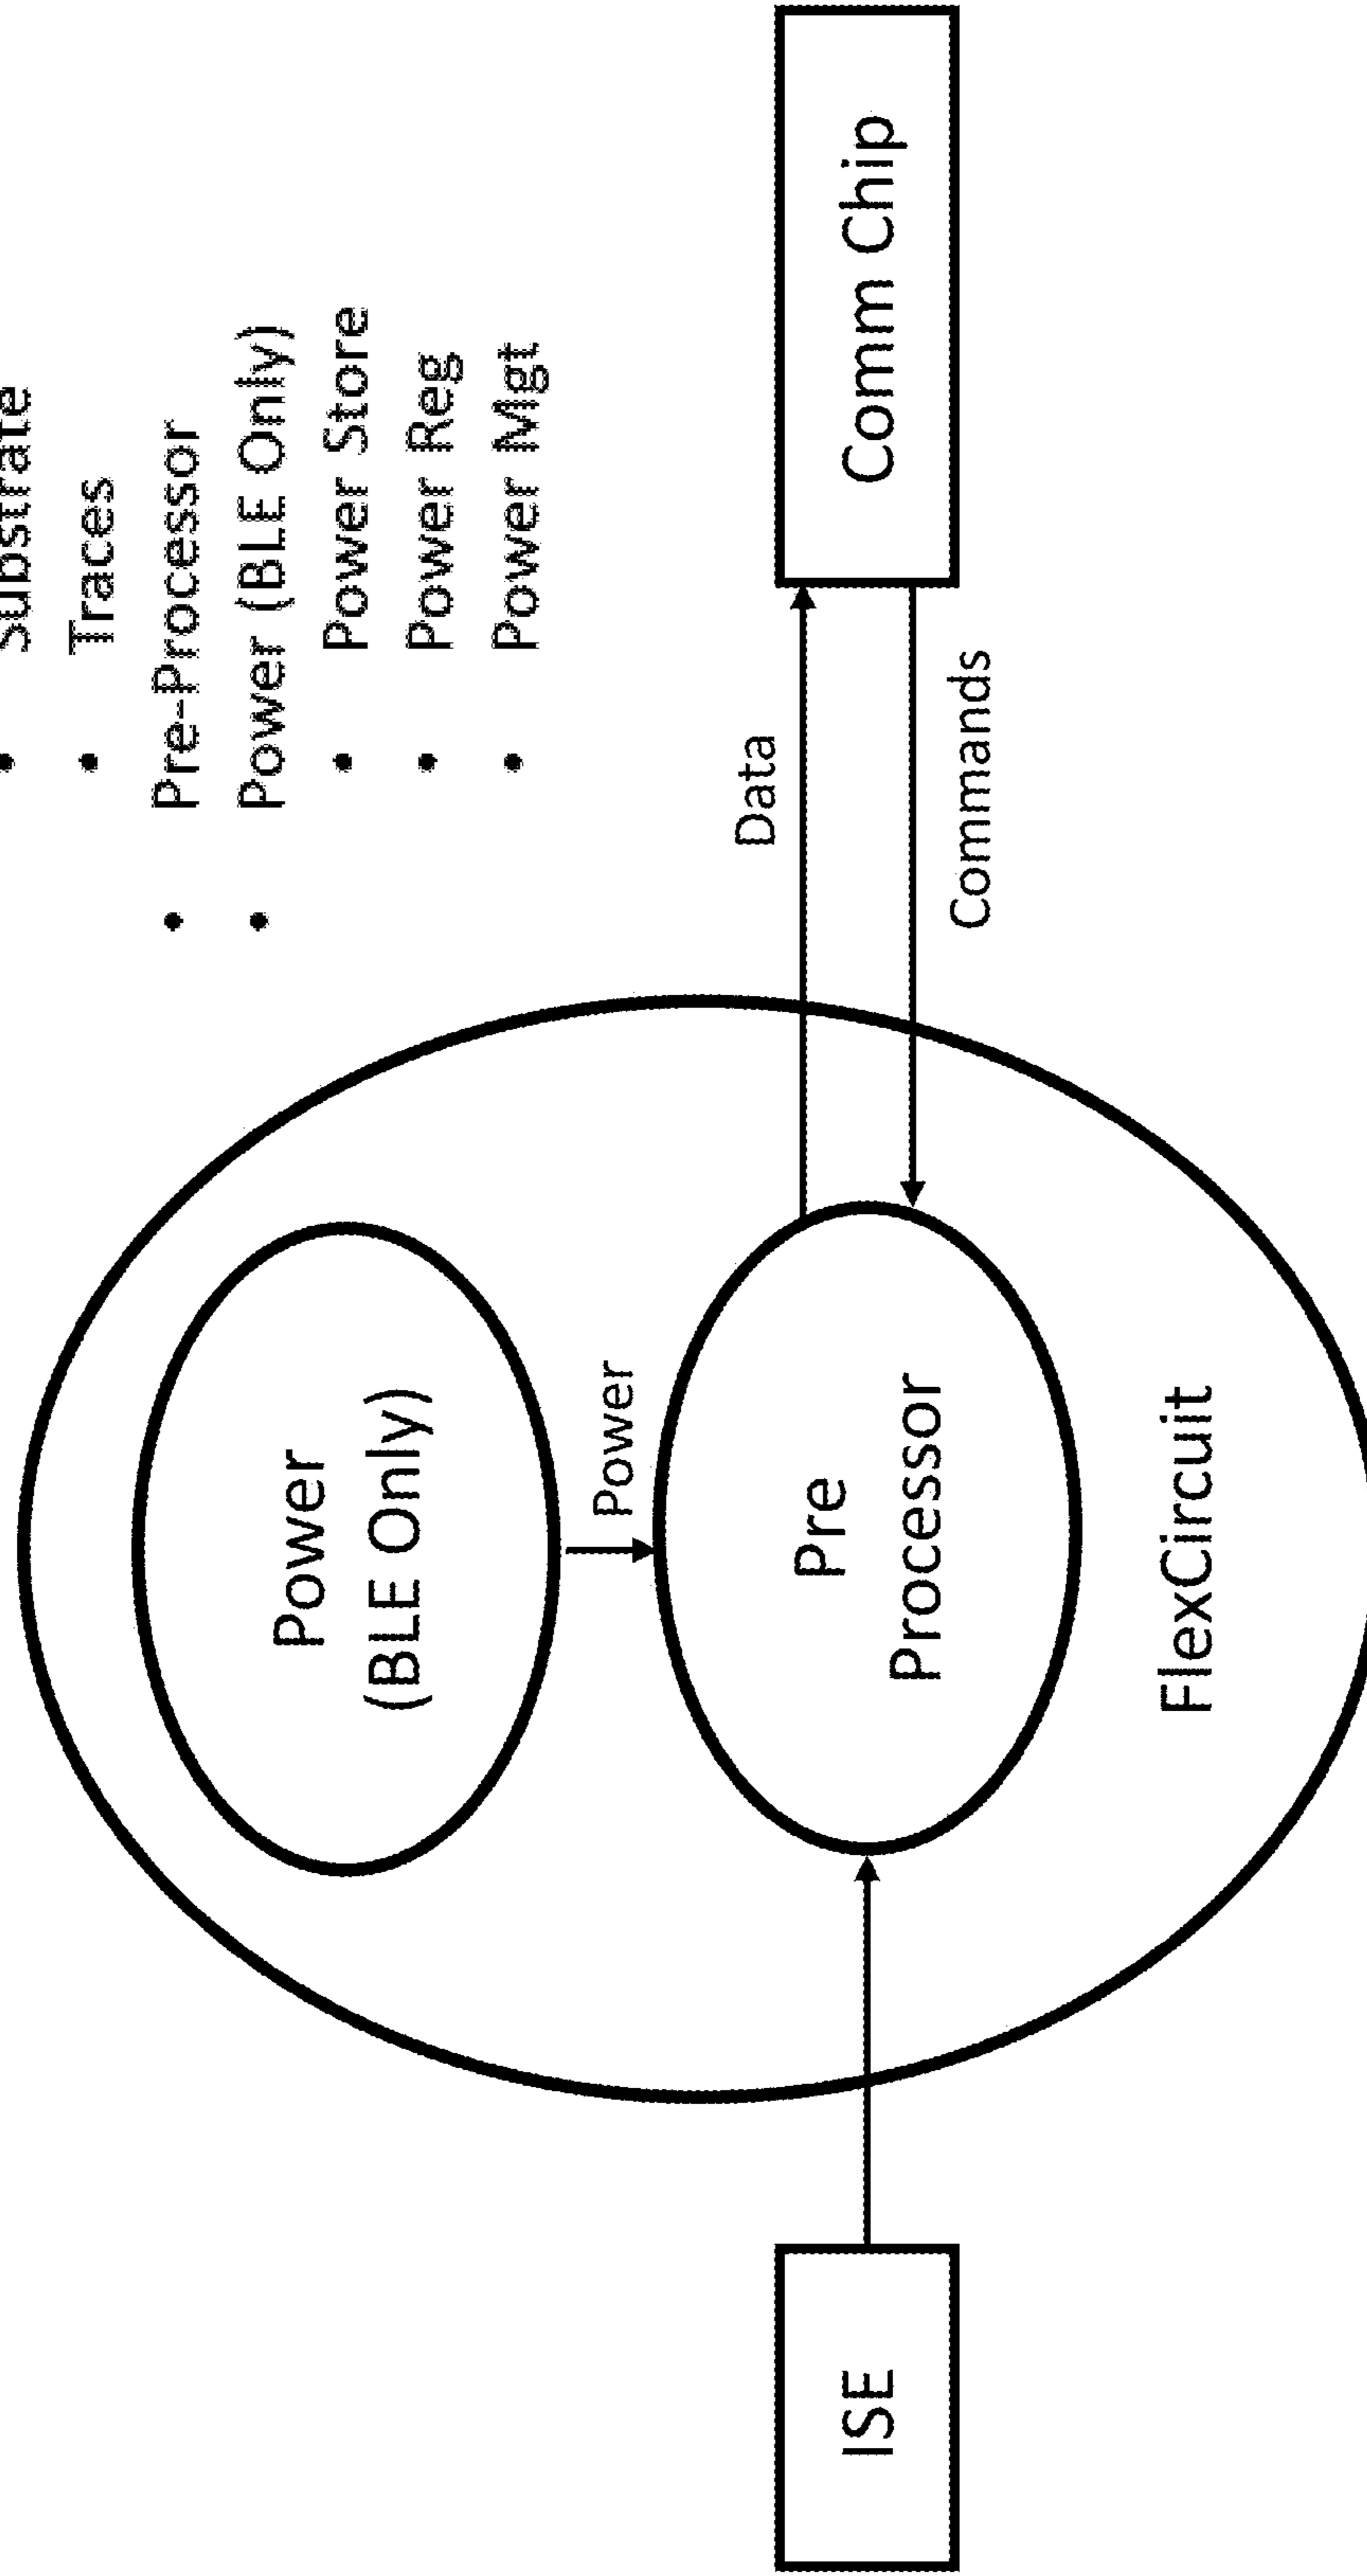 • Substrate
• Traces
• Pre-Processor
• Power (BLE Only)
• Power Store
• Power Reg
• Power Mgt
Power
(BLE Only)
Power
Data
ISE
Pre
Processor
Comm Chip
Commands
FlexCircuit